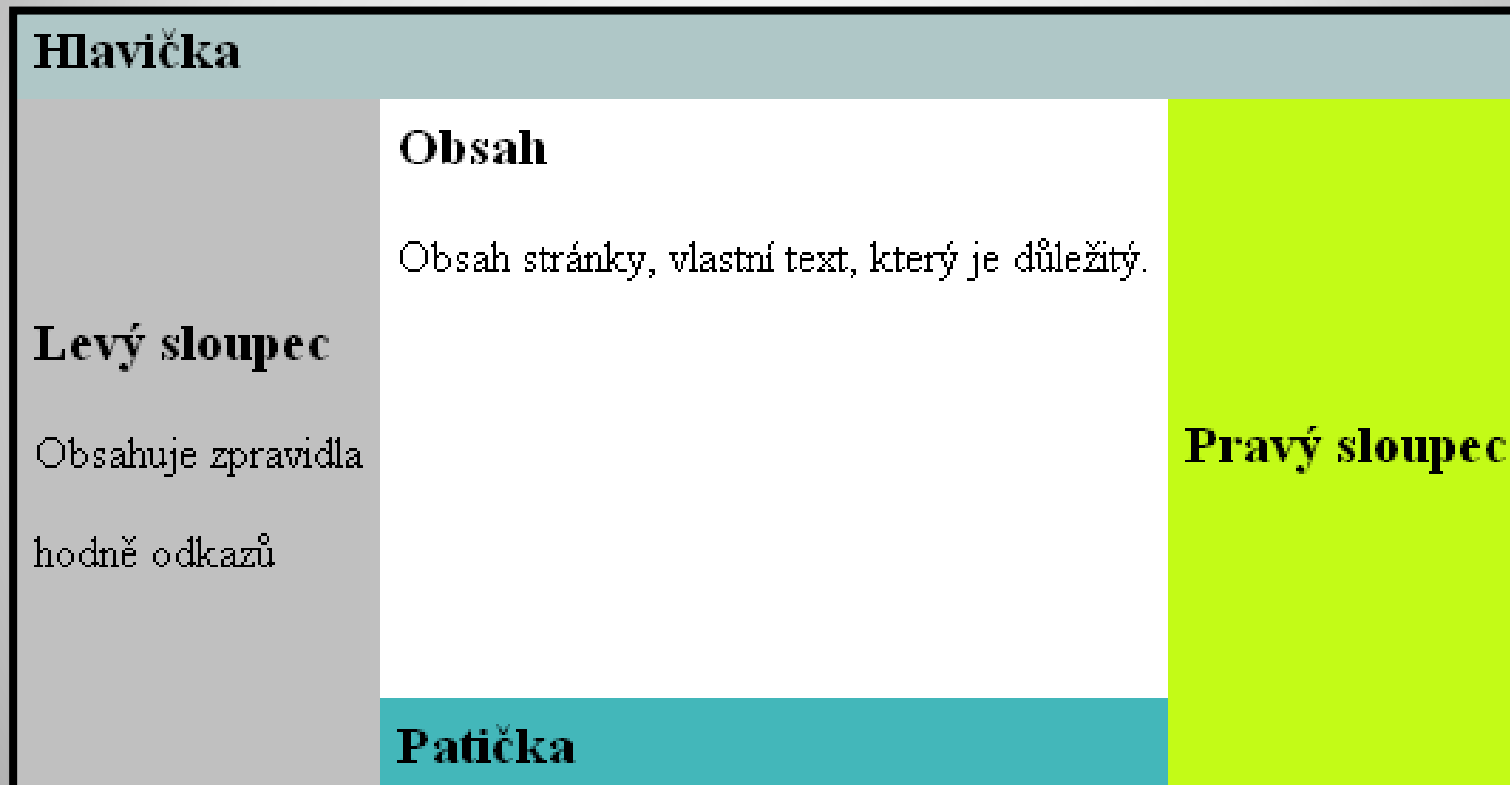 Hlavička
Obsah
Obsah stránky, vlastní text, který je důležitý.
Levý sloupec
Obsahuje zpravidla
hodně odkazů
Pravý sloupec
Patička